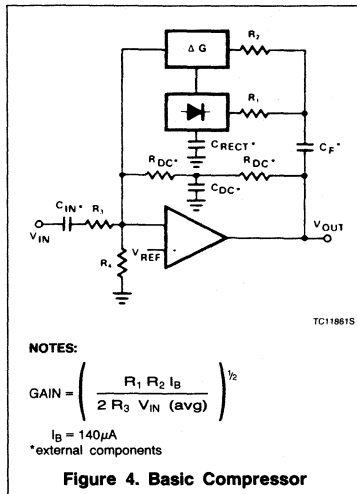 ΔG
R2
R1
CRECT*
CF*
RDC*
RDC*
CDC*
CIN*
R3
VIN
R4
VREF
VOUT
TC11861S
NOTES:
GAIN = ( R1 R2 IB / 2 R3 VIN (avg) ) 1/2
IB = 140μA
*external components
Figure 4. Basic Compressor